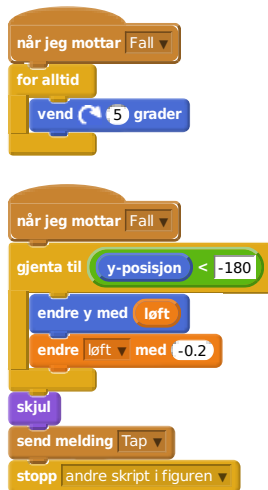 når jeg mottar Fall
for alltid
vend 5 grader
når jeg mottar Fall
gjenta til y-posisjon < -180
endre y med løft
endre løft med -0.2
skjul
send melding Tap
stopp andre skript i figuren